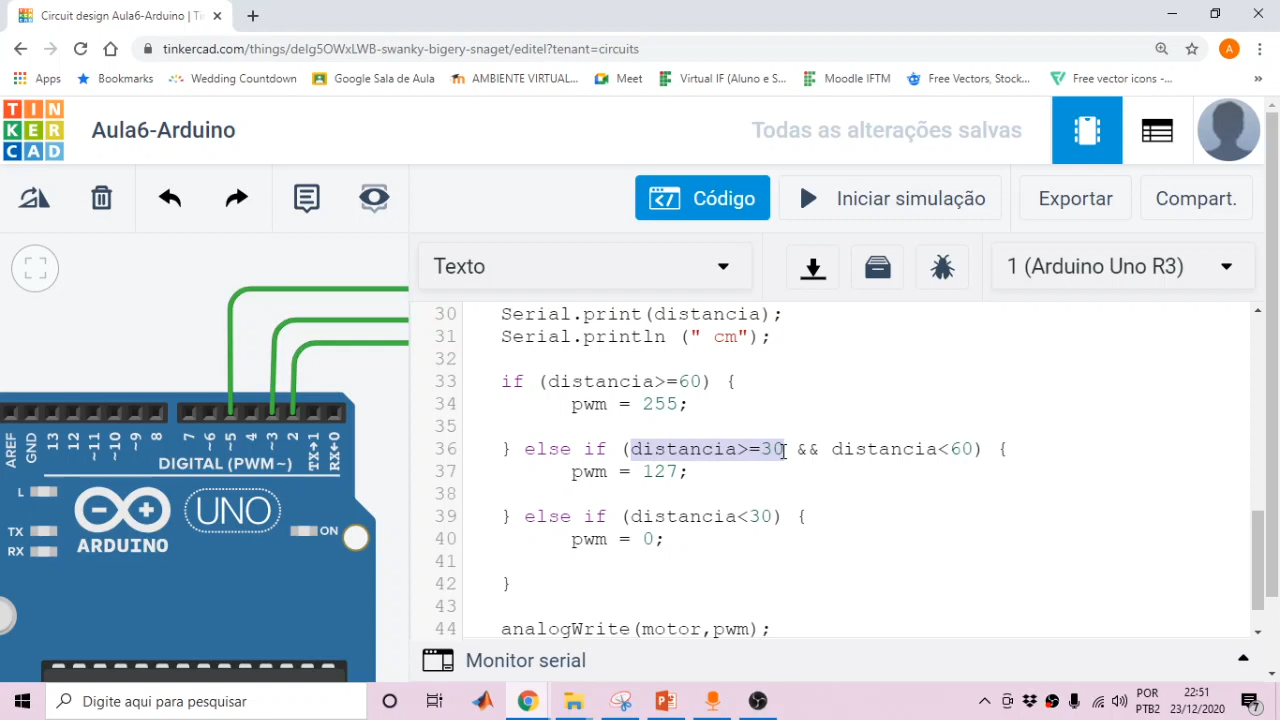 Circuit design Aula6-Arduino | Ti
tinkercad.com/things/deIg5OWxLWB-swanky-bigery-snaget/editel?tenant=circuits
A
Apps
Bookmarks
Wedding Countdown
Google Sala de Aula
AMBIENTE VIRTUAL...
Meet
Virtual IF (Aluno e S...
Moodle IFTM
Free Vectors, Stock...
Free vector icons -...
»
TIN
KER
CAD
Aula6-Arduino
Todas as alterações salvas
Código
Iniciar simulação
Exportar
Compart.
Texto
1 (Arduino Uno R3)
30 Serial.print(distancia);
31 Serial.println (" cm");
32
33 if (distancia>=60) {
34 pwm = 255;
35
36 } else if (distancia>=30 && distancia<60) {
37 pwm = 127;
38
39 } else if (distancia<30) {
40 pwm = 0;
41
42 }
43
44 analogWrite(motor,pwm);
AREF
GND
13
12
~11
~10
~9
8
7
~6
~5
4
~3
2
TX→1
RX←0
DIGITAL (PWM~)
L
TX
RX
UNO
ARDUINO
ON
Monitor serial
Digite aqui para pesquisar
POR
PTB2
22:51
23/12/2020
7